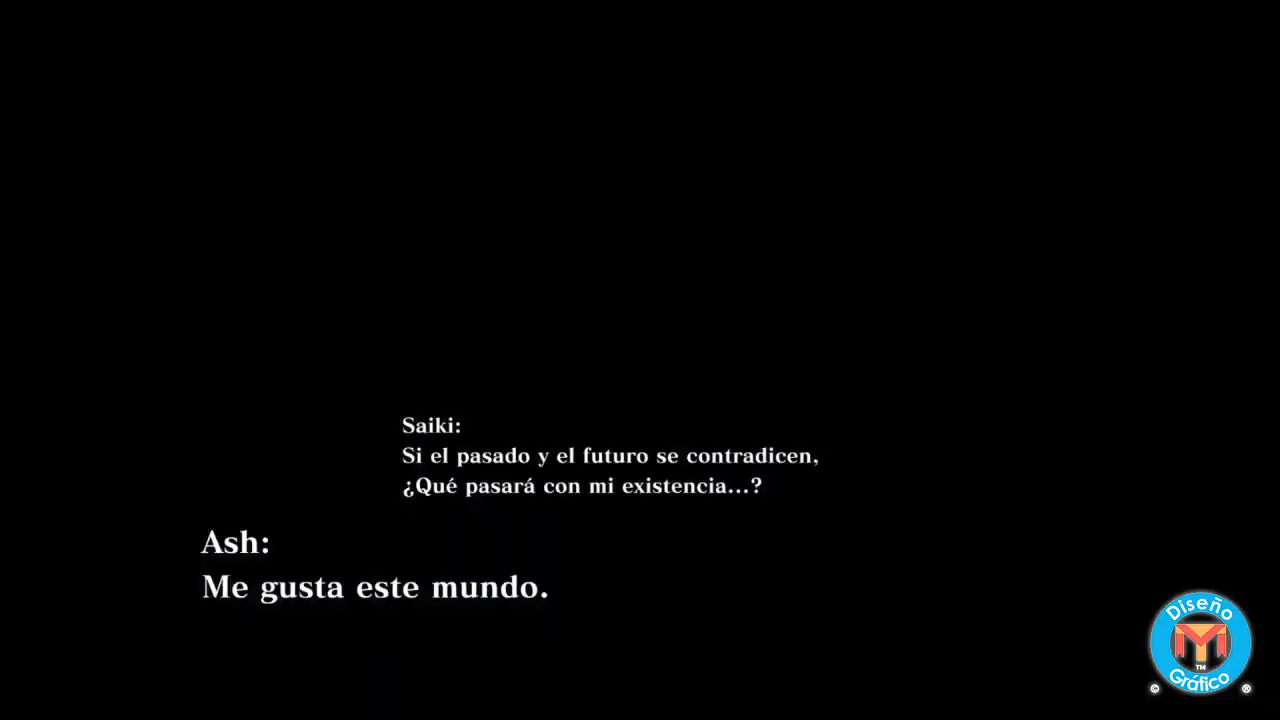 Saiki:
Si el pasado y el futuro se contradicen,
¿Qué pasará con mi existencia...?
Ash:
Me gusta este mundo.
Diseño
M
TM
Gráfico
© ®